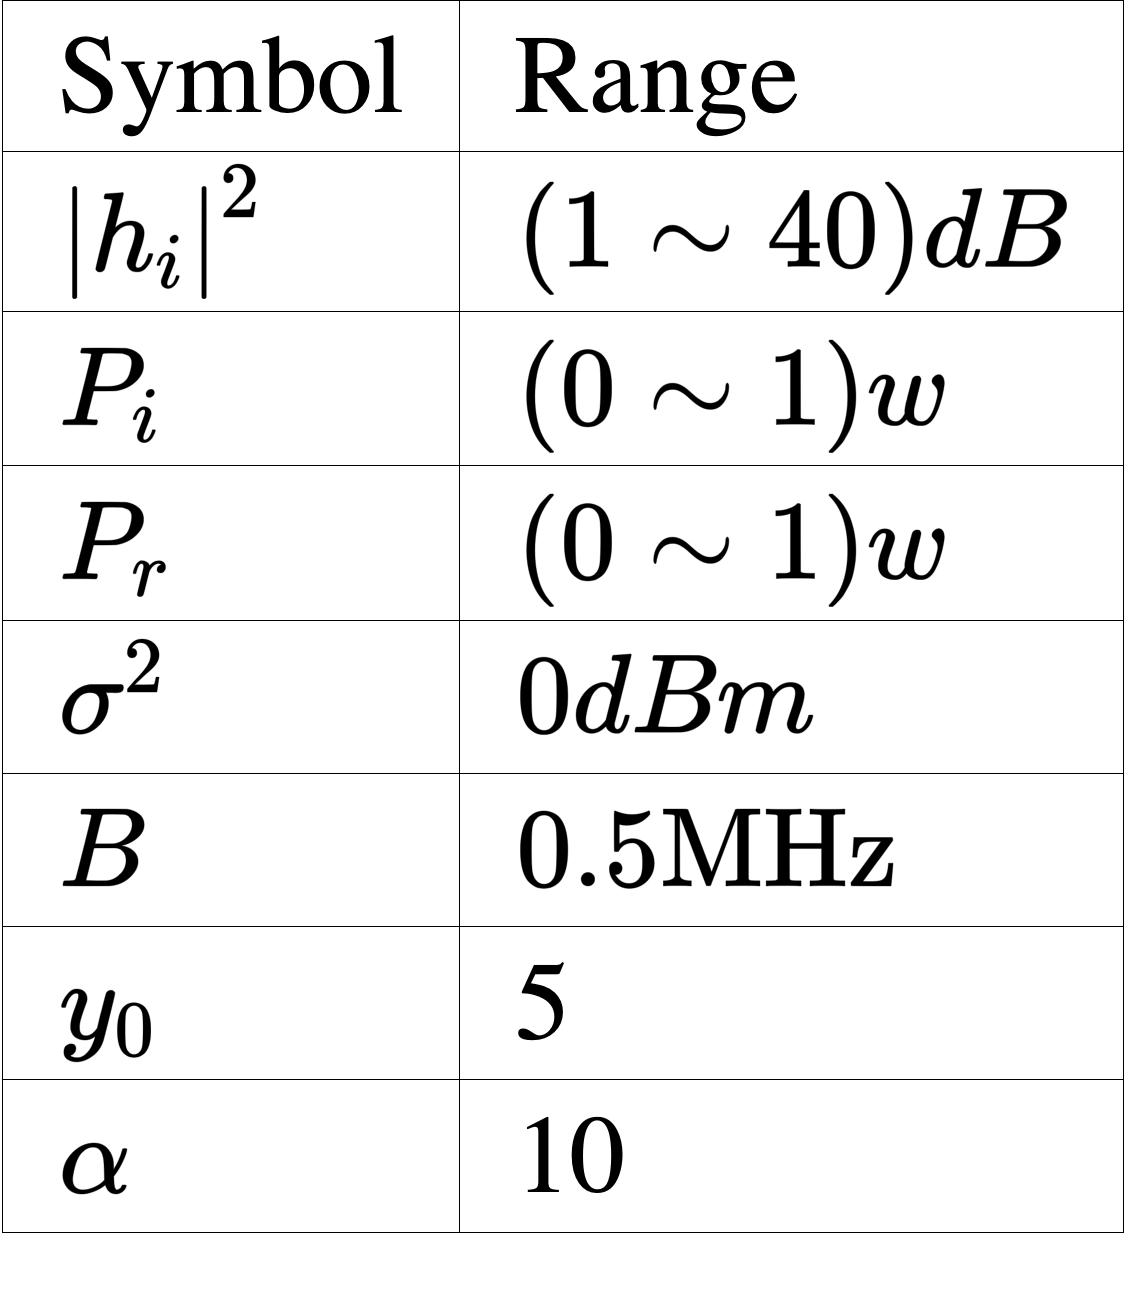 Symbol Range
|h_i|^2 (1 ∼ 40)dB
P_i (0 ∼ 1)w
P_r (0 ∼ 1)w
σ^2 0dBm
B 0.5MHz
y_0 5
α 10